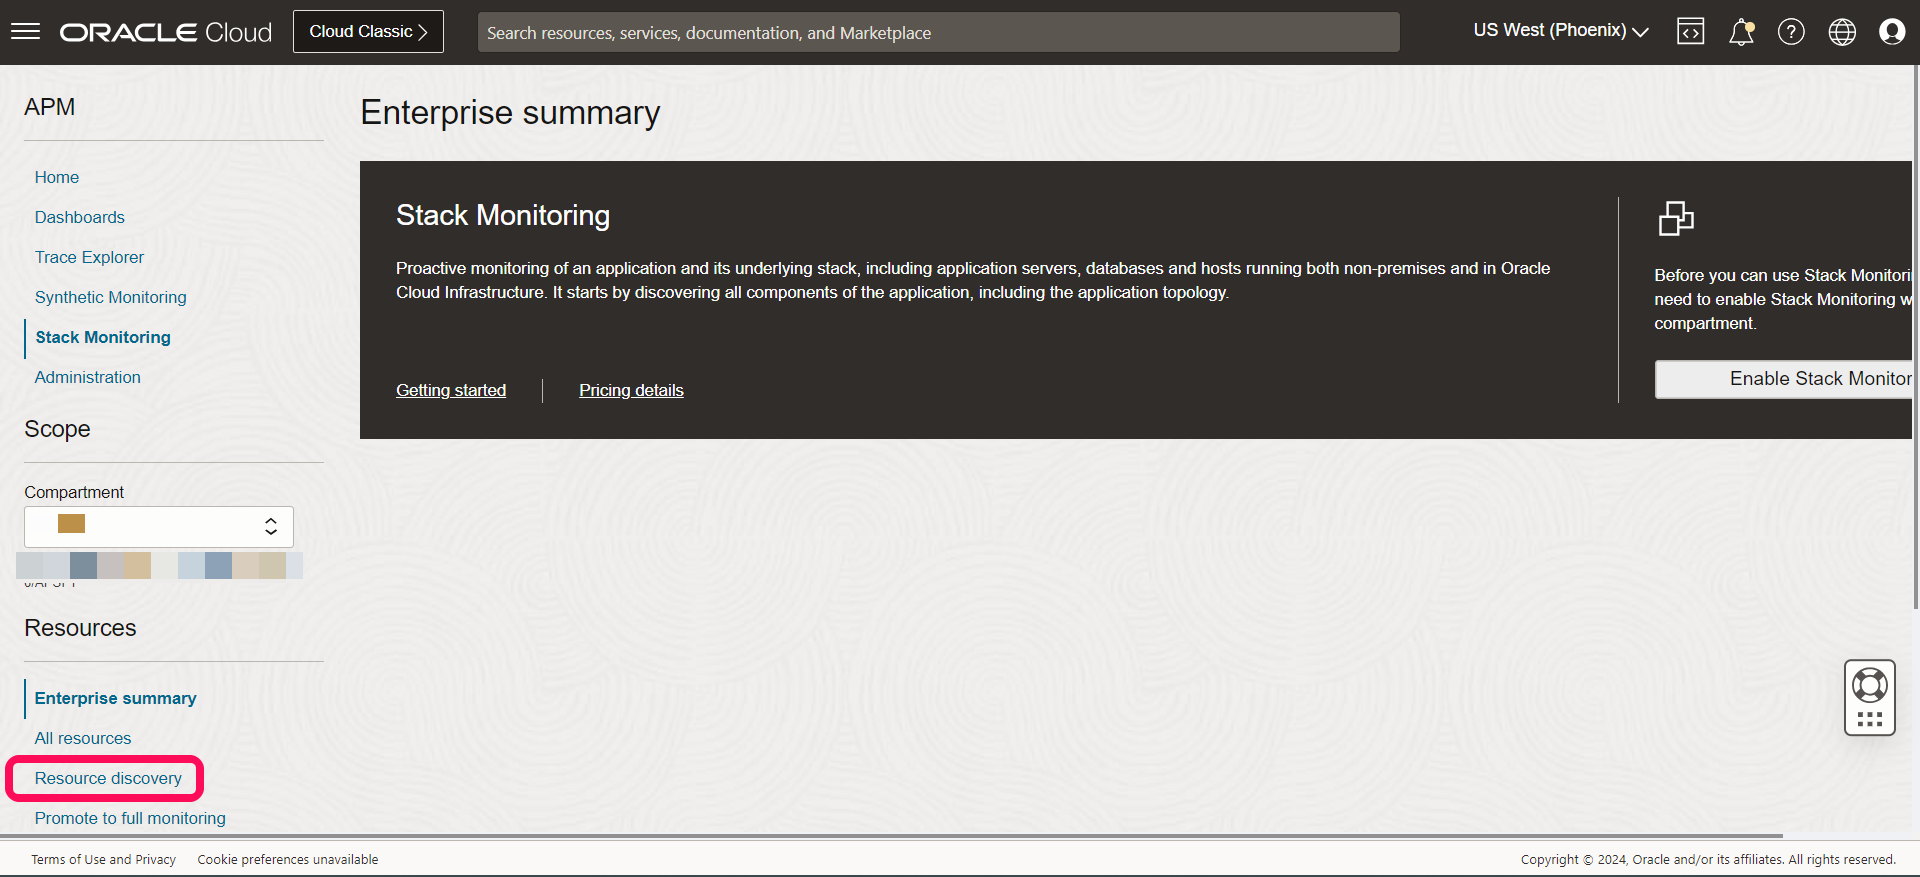 ORACLE Cloud
Cloud Classic
Search resources, services, documentation, and Marketplace
US West (Phoenix)
APM
Home
Dashboards
Trace Explorer
Synthetic Monitoring
Stack Monitoring
Administration
Scope
Compartment
Resources
Enterprise summary
All resources
Resource discovery
Promote to full monitoring
Enterprise summary
Stack Monitoring
Proactive monitoring of an application and its underlying stack, including application servers, databases and hosts running both non-premises and in Oracle
Cloud Infrastructure. It starts by discovering all components of the application, including the application topology.
Getting started
Pricing details
Before you can use Stack Monitori
need to enable Stack Monitoring w
compartment.
Enable Stack Monitor
Terms of Use and Privacy
Cookie preferences unavailable
Copyright © 2024, Oracle and/or its affiliates. All rights reserved.